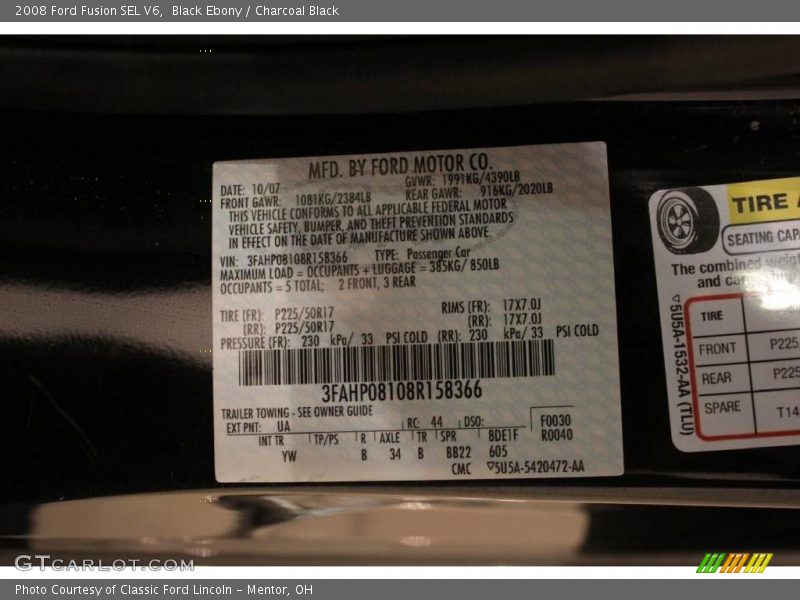 2008 Ford Fusion SEL V6,  Black Ebony / Charcoal Black
MFD. BY FORD MOTOR CO.
DATE: 10/07
GVWR: 1991KG/4390LB
FRONT GAWR: 1081KG/2384LB
REAR GAWR: 916KG/2020LB
THIS VEHICLE CONFORMS TO ALL APPLICABLE FEDERAL MOTOR
VEHICLE SAFETY, BUMPER, AND THEFT PREVENTION STANDARDS
IN EFFECT ON THE DATE OF MANUFACTURE SHOWN ABOVE.
VIN: 3FAHP08108R158366 TYPE: Passenger Car
MAXIMUM LOAD = OCCUPANTS + LUGGAGE = 385KG/ 850LB
OCCUPANTS = 5 TOTAL; 2 FRONT, 3 REAR
TIRE (FR): P225/50R17 RIMS (FR): 17X7.0J
(RR): P225/50R17 (RR): 17X7.0J
PRESSURE (FR): 230 kPa/ 33 PSI COLD (RR): 230 kPa/ 33 PSI COLD
3FAHP08108R158366
TRAILER TOWING - SEE OWNER GUIDE
EXT PNT: UA RC: 44 DSO: F0030
INT TR TP/PS R AXLE TR SPR 8DE1F R0040
YW B 34 B BB22 605
CMC ▽5U5A-5420472-AA
TIRE
SEATING CAPA
The combined weigh
and
▽5U5A-1532-AA (TLU)
TIRE
FRONT P225
REAR P225
SPARE T14
GTCARLOT.COM
Photo Courtesy of Classic Ford Lincoln - Mentor, OH